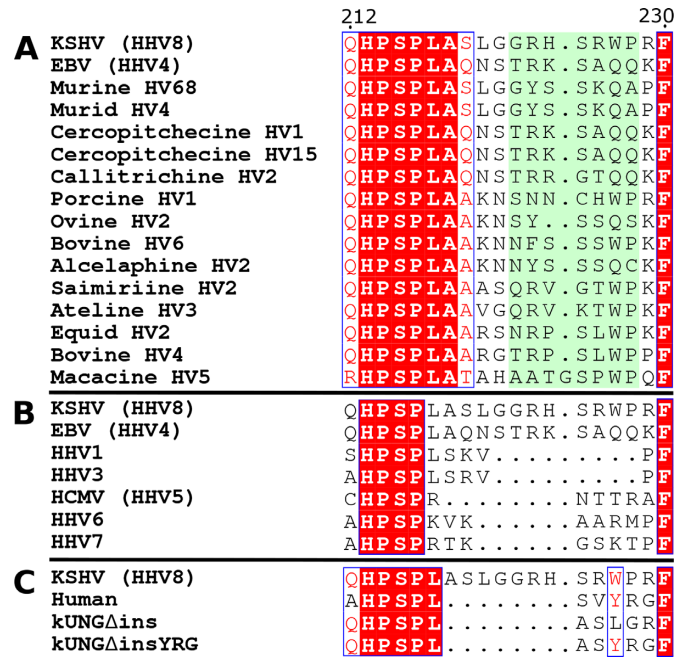 212 230
A KSHV (HHV8) QHPSPLASLGGRH.SRWPRF
EBV (HHV4) QHPSPLAQNSTRK.SAQQKF
Murine HV68 QHPSPLASLGGYS.SKQAPF
Murid HV4 QHPSPLASLGGYS.SKQAPF
Cercopitchecine HV1 QHPSPLAQNSTRK.SAQQKF
Cercopitchecine HV15 QHPSPLAQNSTRK.SAQQKF
Callitrichine HV2 QHPSPLAQNSTRR.GTQQKF
Porcine HV1 QHPSPLAAKNSNN.CHWPRF
Ovine HV2 QHPSPLAAKNSY..SSQSKF
Bovine HV6 QHPSPLAAKNNFS.SSWPKF
Alcelaphine HV2 QHPSPLAAKNNYS.SSQCKF
Saimiriine HV2 QHPSPLAAASQRV.GTWPKF
Ateline HV3 QHPSPLAAVGQRV.KTWPKF
Equid HV2 QHPSPLAARSNRP.SLWPKF
Bovine HV4 QHPSPLAARGTRP.SLWPPF
Macacine HV5 RHPSPLATAHAATGSPWPQF
B KSHV (HHV8) QHPSPLASLGGRH.SRWPRF
EBV (HHV4) QHPSPLAQNSTRK.SAQQKF
HHV1 SHPSPLSKV.........PF
HHV3 AHPSPLSRV.........PF
HCMV (HHV5) CHPSPR........NTTRAF
HHV6 AHPSPKVK......AARMPF
HHV7 AHPSPRTK......GSKTPF
C KSHV (HHV8) QHPSPLASLGGRH.SRWPRF
Human AHPSPL........SVYRGF
kUNGΔins QHPSPL........ASLGRF
kUNGΔinsYRG QHPSPL........ASYRGF